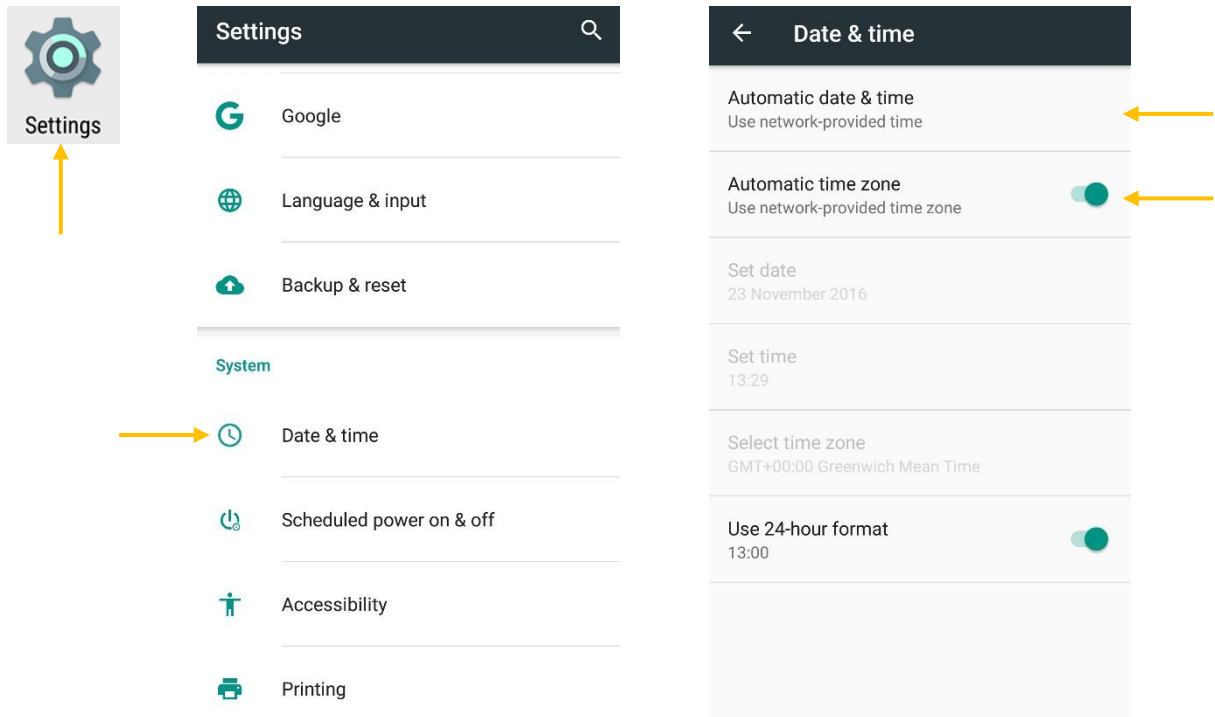 Settings
Settings
Google
Language & input
Backup & reset
System
Date & time
Scheduled power on & off
Accessibility
Printing
Date & time
Automatic date & time
Use network-provided time
Automatic time zone
Use network-provided time zone
Set date
23 November 2016
Set time
13:29
Select time zone
GMT+00:00 Greenwich Mean Time
Use 24-hour format
13:00